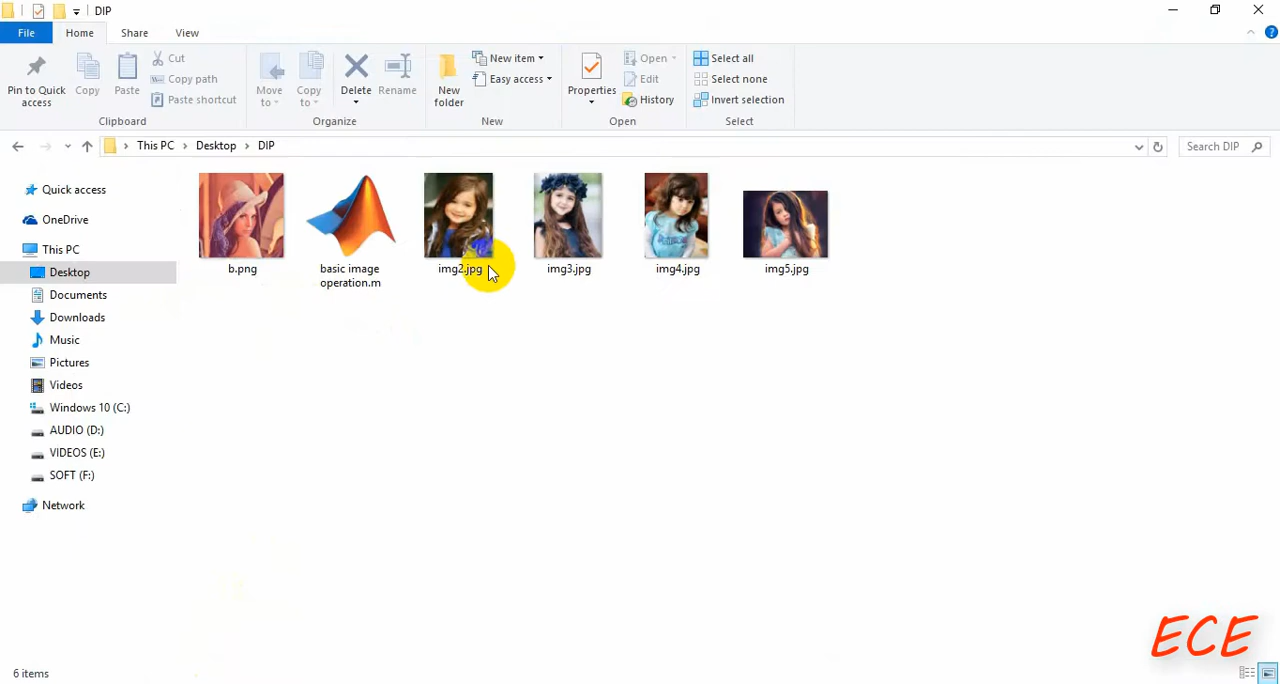 DIP
File
Home
Share
View
Pin to Quick access
Copy
Paste
Cut
Copy path
Paste shortcut
Clipboard
Move to
Copy to
Delete
Rename
Organize
New folder
New item
Easy access
New
Properties
Open
Edit
History
Open
Select all
Select none
Invert selection
Select
This PC
Desktop
DIP
Search DIP
Quick access
OneDrive
This PC
Desktop
Documents
Downloads
Music
Pictures
Videos
Windows 10 (C:)
AUDIO (D:)
VIDEOS (E:)
SOFT (F:)
Network
b.png
basic image
operation.m
img2.jpg
img3.jpg
img4.jpg
img5.jpg
ECE
6 items